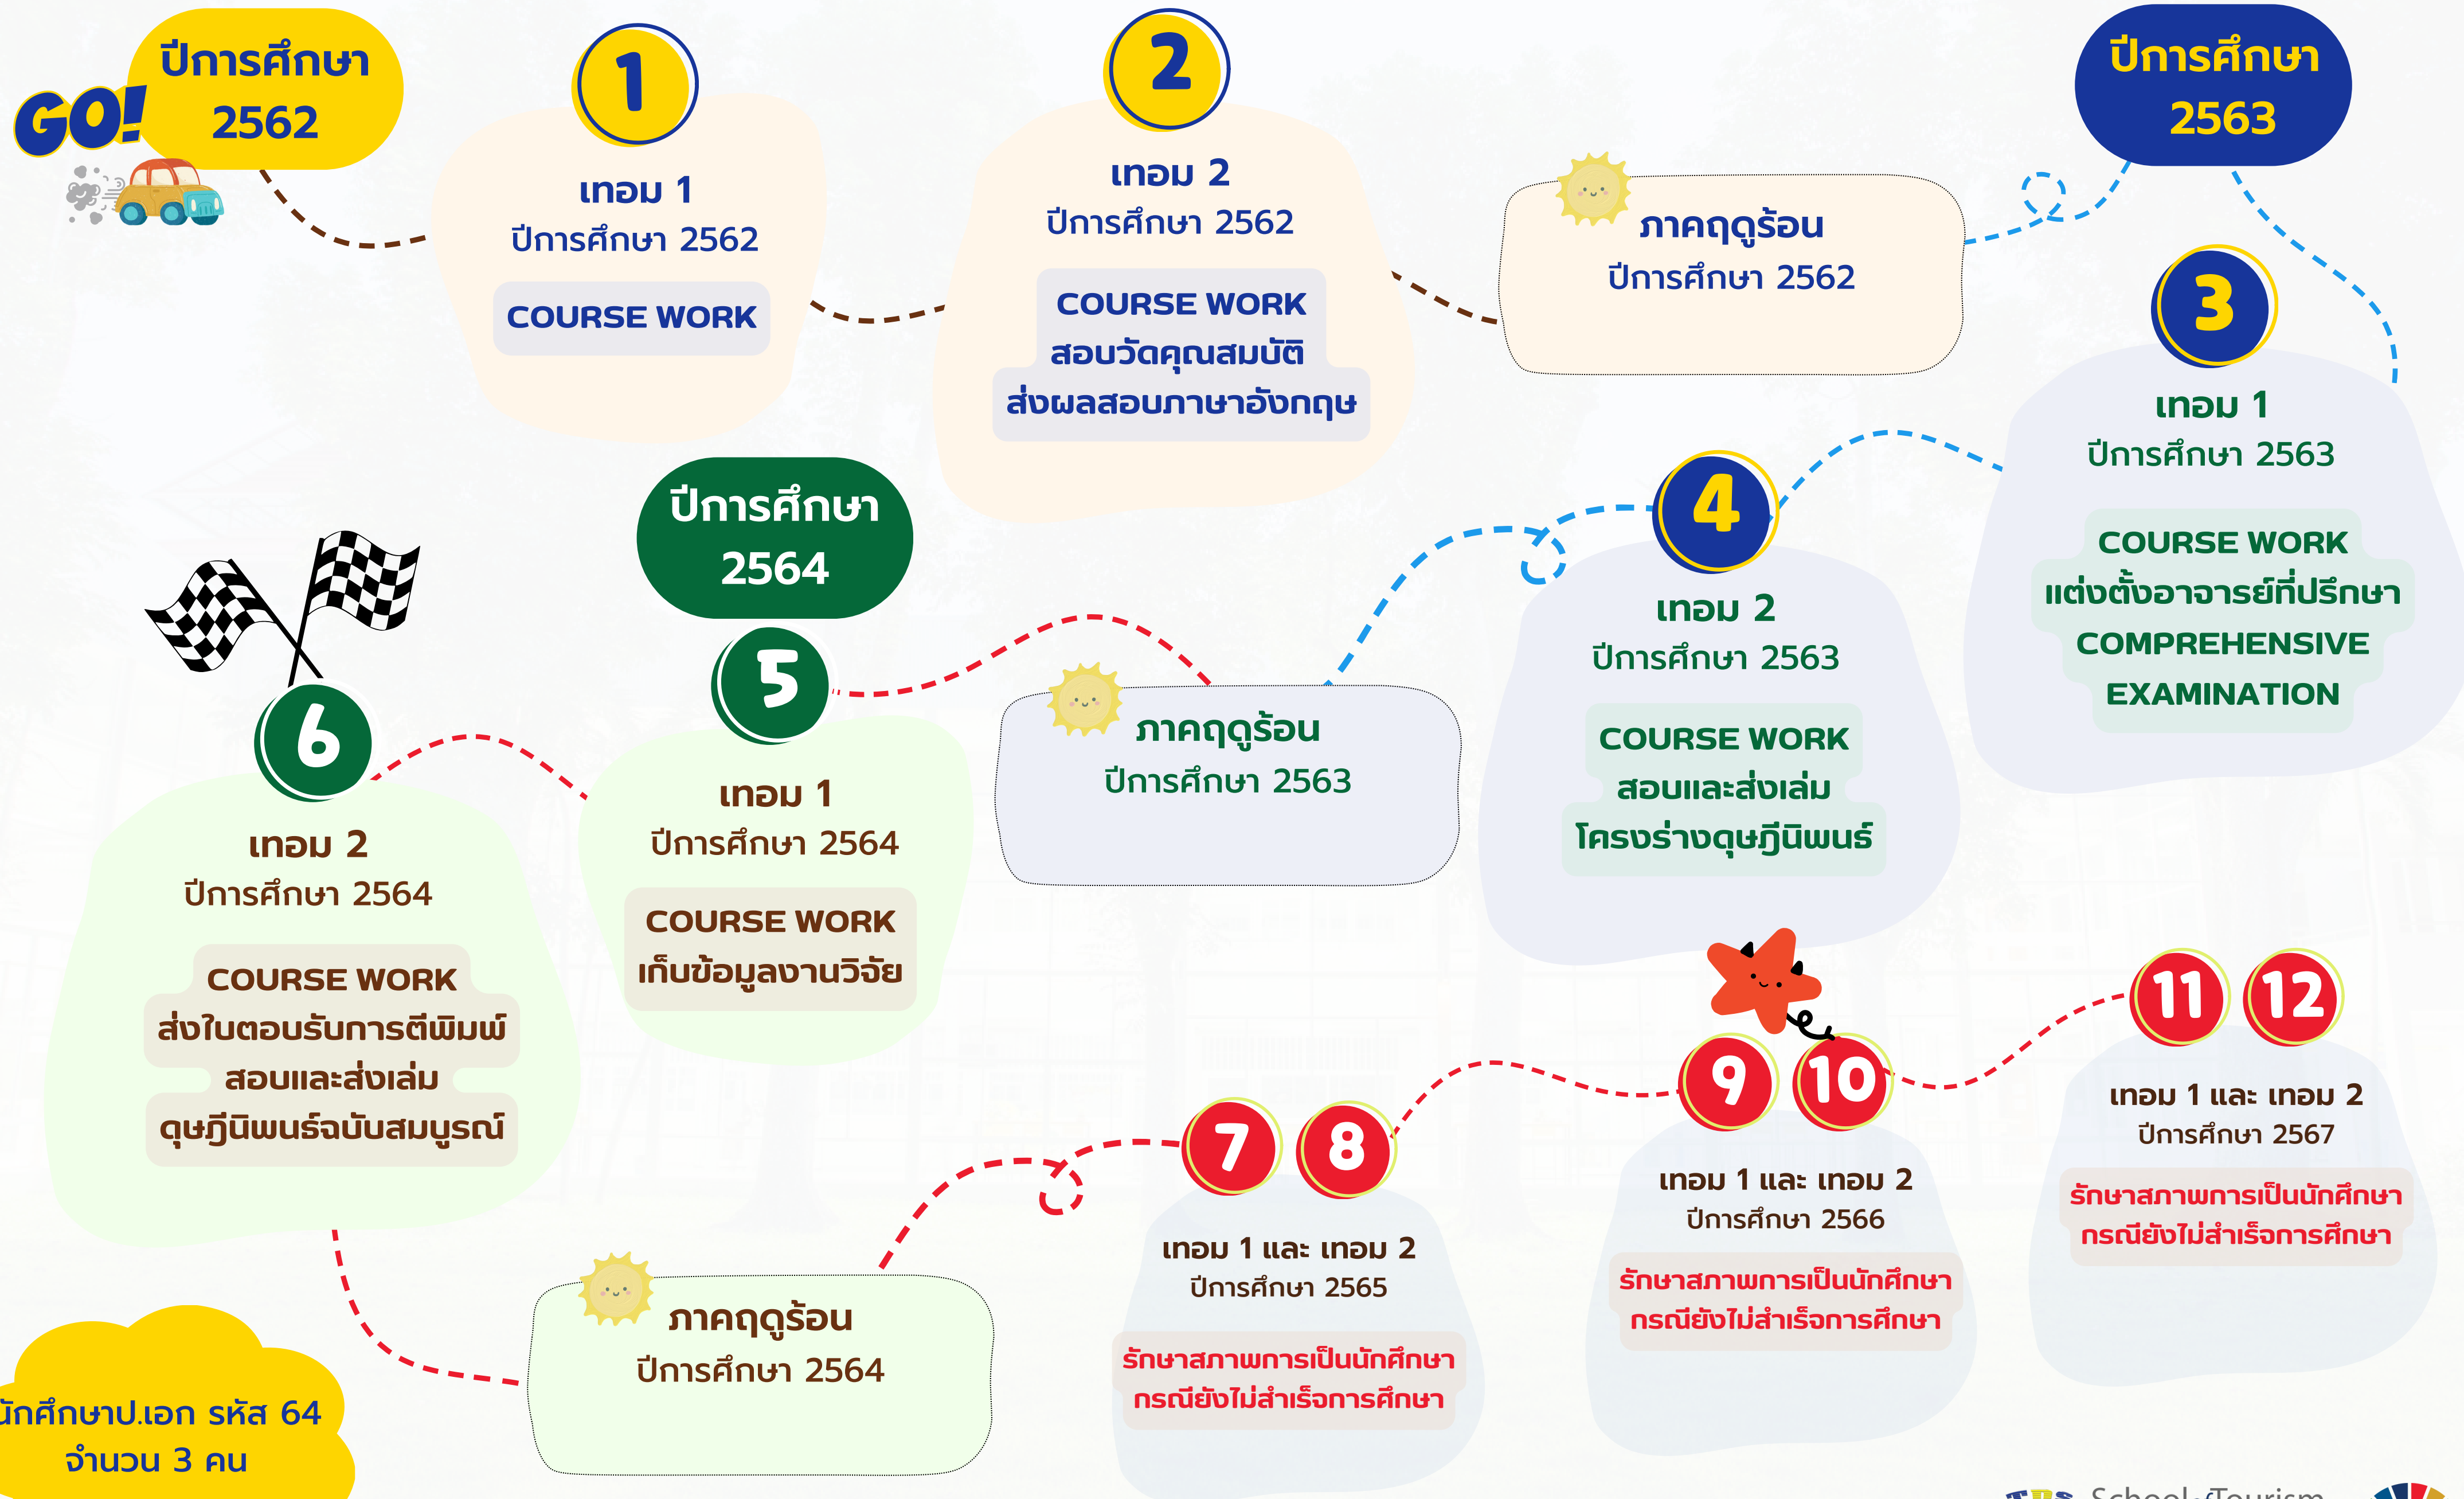 GO!
ปีการศึกษา
2562
1
เทอม 1
ปีการศึกษา 2562
COURSE WORK
2
เทอม 2
ปีการศึกษา 2562
COURSE WORK
สอบวัดคุณสมบัติ
ส่งผลสอบภาษาอังกฤษ
ภาคฤดูร้อน
ปีการศึกษา 2562
ปีการศึกษา
2563
3
เทอม 1
ปีการศึกษา 2563
COURSE WORK
แต่งตั้งอาจารย์ที่ปรึกษา
COMPREHENSIVE
EXAMINATION
4
เทอม 2
ปีการศึกษา 2563
COURSE WORK
สอบและส่งเล่ม
โครงร่างดุษฎีนิพนธ์
ภาคฤดูร้อน
ปีการศึกษา 2563
ปีการศึกษา
2564
5
เทอม 1
ปีการศึกษา 2564
COURSE WORK
เก็บข้อมูลงานวิจัย
6
เทอม 2
ปีการศึกษา 2564
COURSE WORK
ส่งใบตอบรับการตีพิมพ์
สอบและส่งเล่ม
ดุษฎีนิพนธ์ฉบับสมบูรณ์
ภาคฤดูร้อน
ปีการศึกษา 2564
7 8
เทอม 1 และ เทอม 2
ปีการศึกษา 2565
รักษาสภาพการเป็นนักศึกษา
กรณียังไม่สำเร็จการศึกษา
9 10
เทอม 1 และ เทอม 2
ปีการศึกษา 2566
รักษาสภาพการเป็นนักศึกษา
กรณียังไม่สำเร็จการศึกษา
11 12
เทอม 1 และ เทอม 2
ปีการศึกษา 2567
รักษาสภาพการเป็นนักศึกษา
กรณียังไม่สำเร็จการศึกษา
นักศึกษาป.เอก รหัส 64
จำนวน 3 คน
School of Tourism